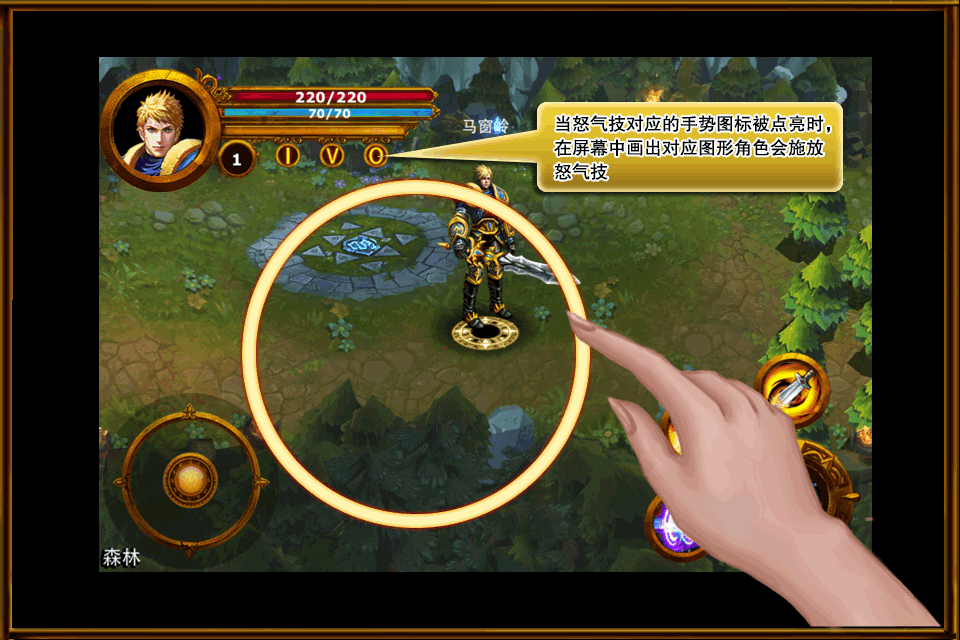 220/220
70/70
1
I
V
O
马窗岭
当怒气技对应的手势图标被点亮时,
在屏幕中画出对应图形角色会施放
怒气技
森林